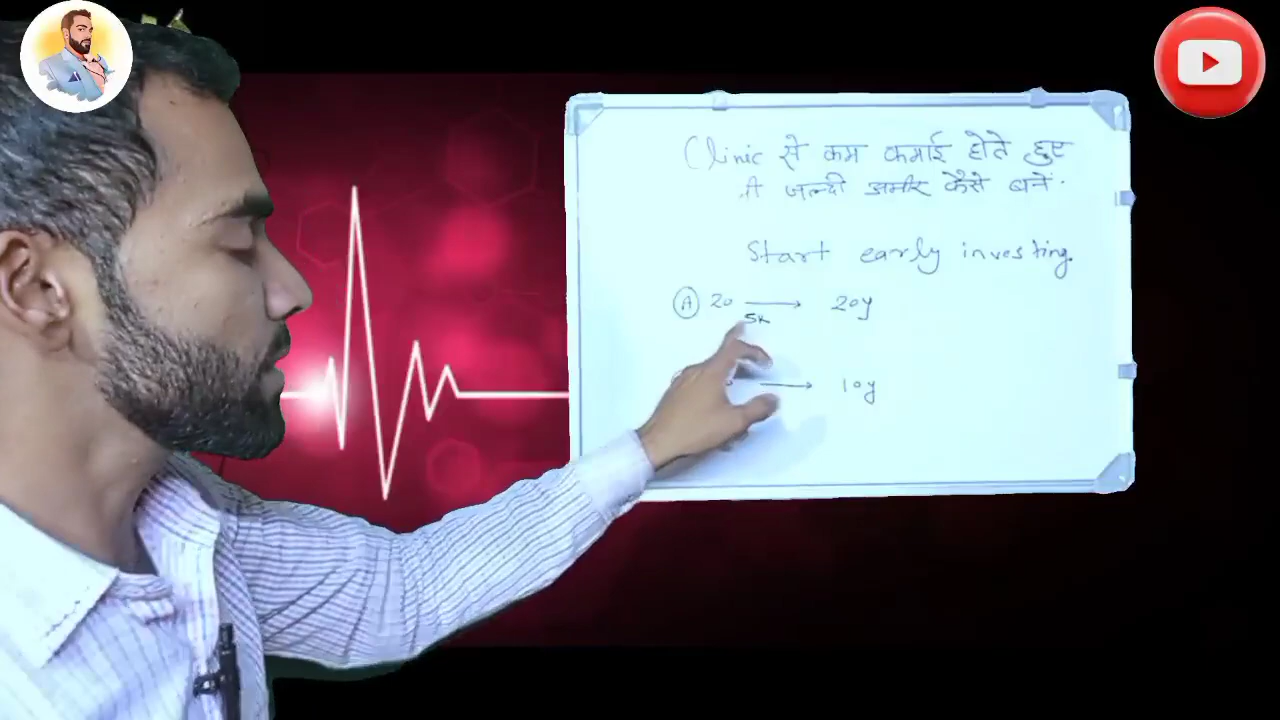 Clinic से कम कमाई होते हुए
भी जल्दी अमीर कैसे बनें.
Start early investing.
A 20 → 20y
5k
→ 10y